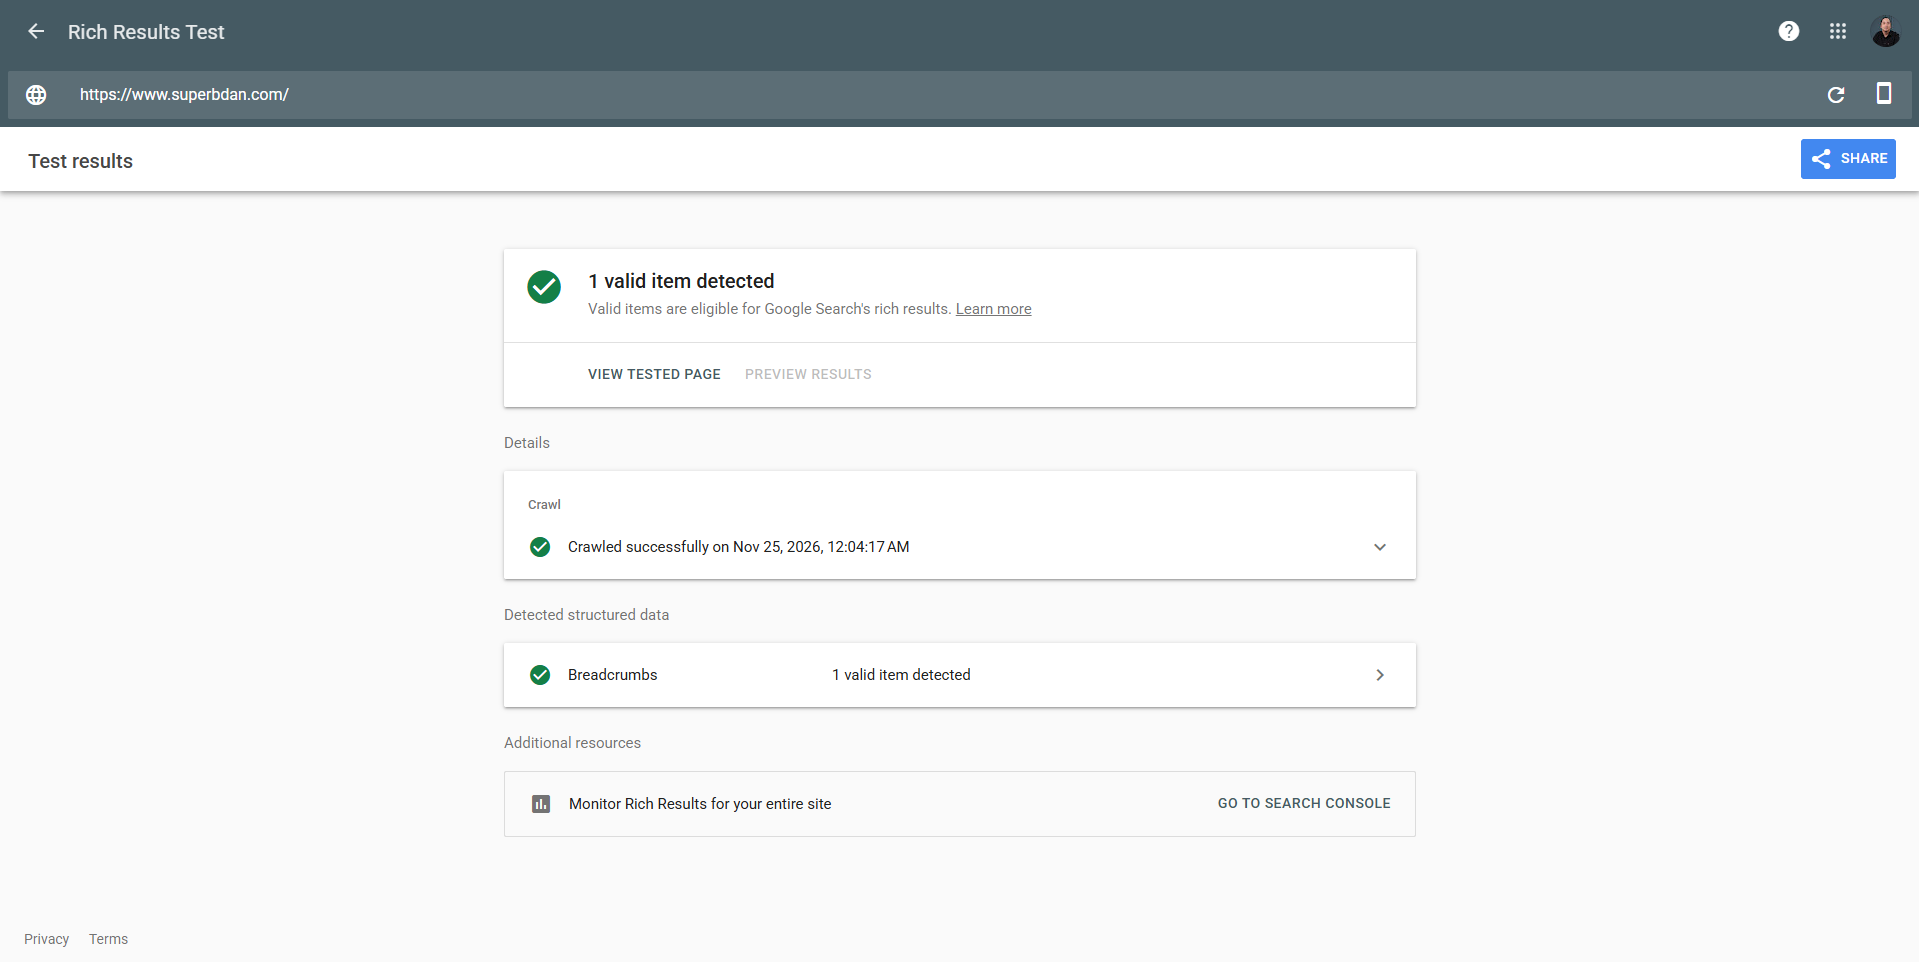 Rich Results Test
https://www.superbdan.com/
Test results
SHARE
1 valid item detected
Valid items are eligible for Google Search's rich results. Learn more
VIEW TESTED PAGE PREVIEW RESULTS
Details
Crawl
Crawled successfully on Nov 25, 2026, 12:04:17 AM
Detected structured data
Breadcrumbs 1 valid item detected
Additional resources
Monitor Rich Results for your entire site GO TO SEARCH CONSOLE
Privacy Terms